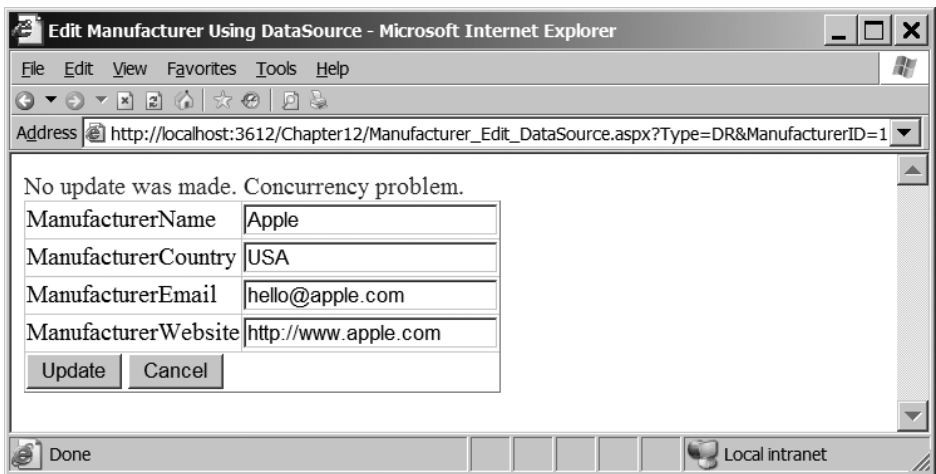 Edit Manufacturer Using DataSource - Microsoft Internet Explorer
File Edit View Favorites Tools Help
Address http://localhost:3612/Chapter12/Manufacturer_Edit_DataSource.aspx?Type=DR&ManufacturerID=1
No update was made. Concurrency problem.
ManufacturerName Apple
ManufacturerCountry USA
ManufacturerEmail hello@apple.com
ManufacturerWebsite http://www.apple.com
Update Cancel
Done Local intranet